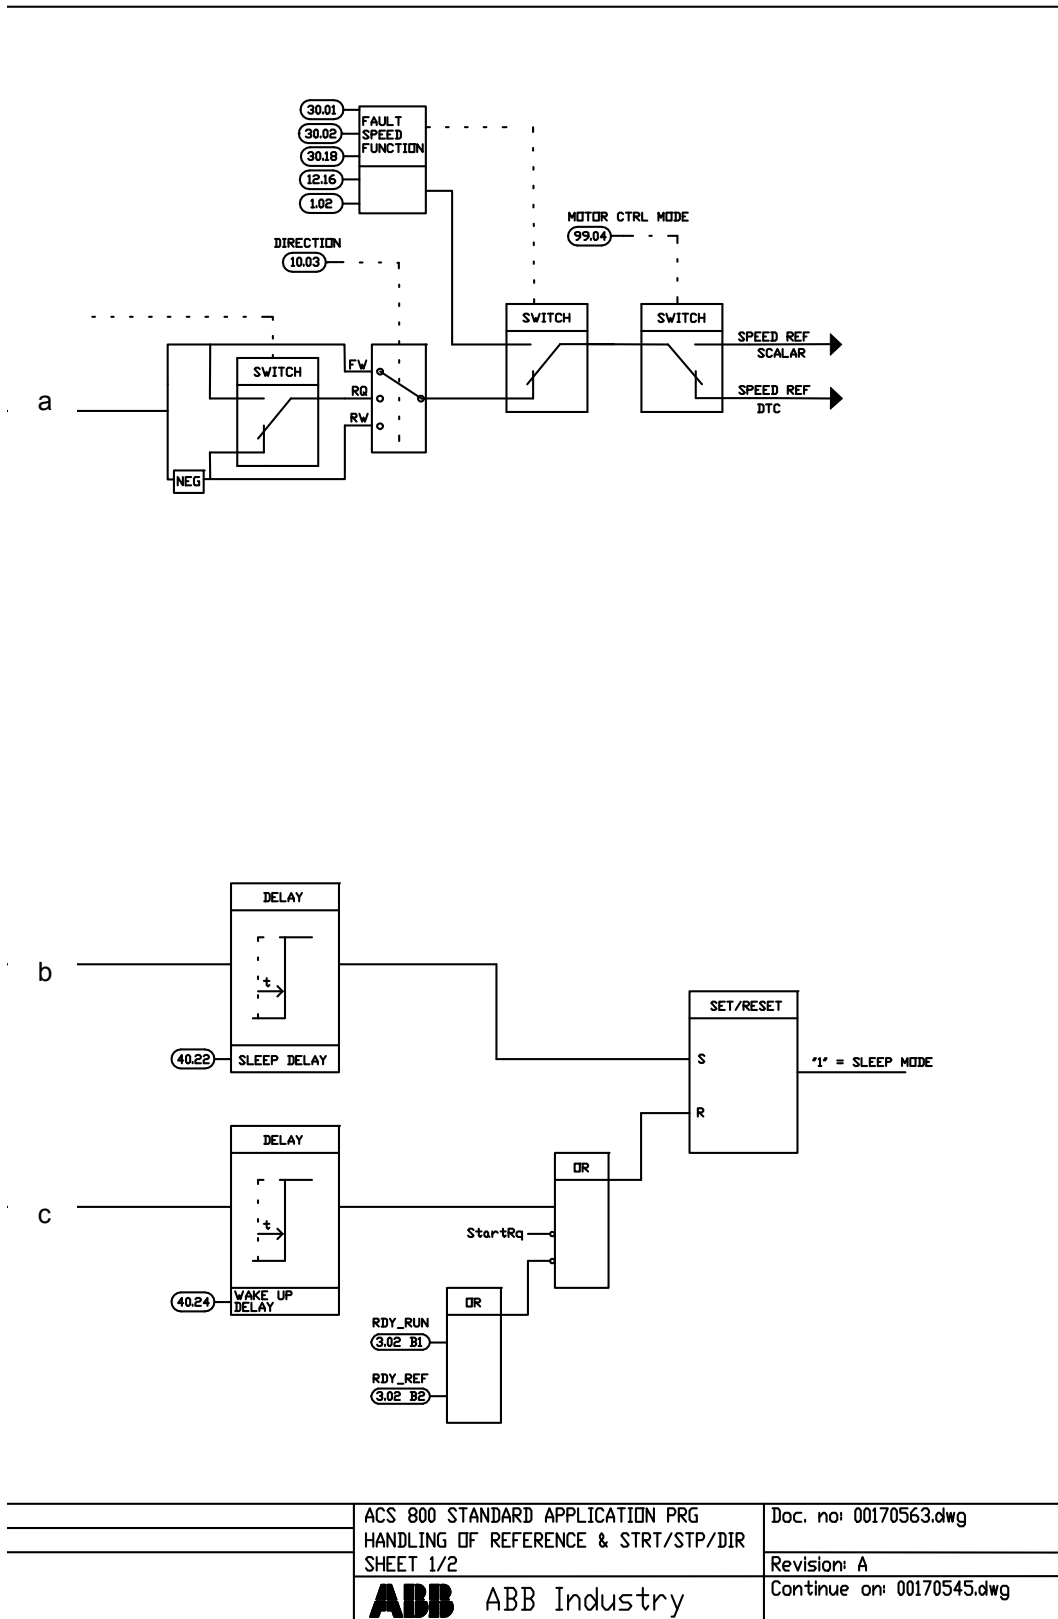 30.01
30.02
30.18
12.16
1.02
FAULT
SPEED
FUNCTION
MOTOR CTRL MODE
99.04
DIRECTION
10.03
SWITCH
SWITCH
SPEED REF
SCALAR
SPEED REF
DTC
SWITCH
FW
RQ
RW
a
NEG
DELAY
b
t
40.22
SLEEP DELAY
SET/RESET
S
R
"1" = SLEEP MODE
DELAY
OR
c
t
StartRq
40.24
WAKE UP
DELAY
OR
RDY_RUN
3.02 B1
RDY_REF
3.02 B2
ACS 800 STANDARD APPLICATION PRG
HANDLING OF REFERENCE & STRT/STP/DIR
SHEET 1/2
Doc. no: 00170563.dwg
Revision: A
ABB ABB Industry
Continue on: 00170545.dwg